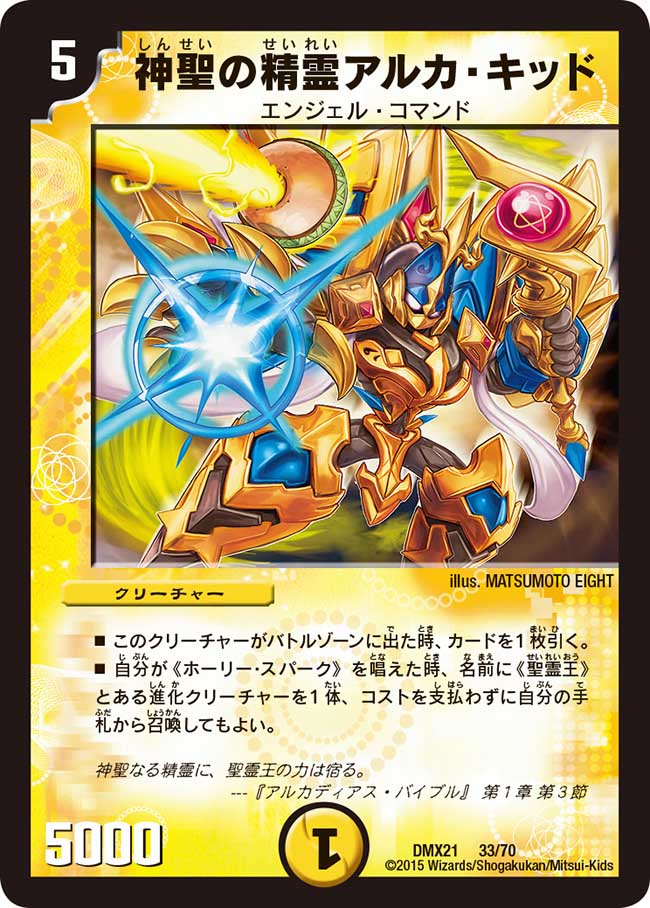 5
しんせい せいれい
神聖の精霊アルカ・キッド
エンジェル・コマンド
illus. MATSUMOTO EIGHT
クリーチャー
■ このクリーチャーがバトルゾーンに出た時、カードを1枚引く。
■ 自分が《ホーリー・スパーク》を唱えた時、名前に《聖霊王》
とある進化クリーチャーを1体、コストを支払わずに自分の手
札から召喚してもよい。
神聖なる精霊に、聖霊王の力は宿る。
---『アルカディアス・バイブル』 第1章 第3節
5000
1
DMX21 33/70
©2015 Wizards/Shogakukan/Mitsui-Kids